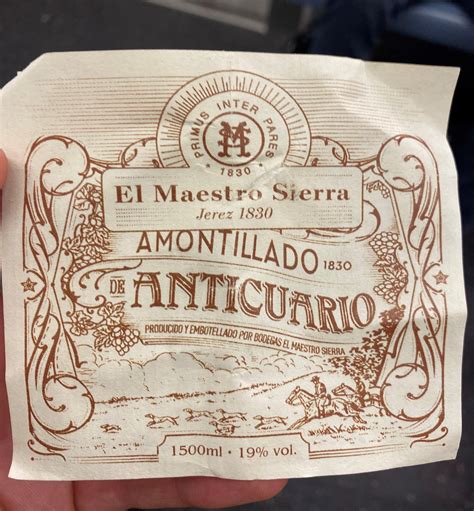 PRIMUS INTER PARES
· 1830 ·
El Maestro Sierra
Jerez 1830
AMONTILLADO 1830
DE ANTICUARIO
PRODUCIDO Y EMBOTELLADO POR BODEGAS EL MAESTRO SIERRA
1500ml · 19% vol.